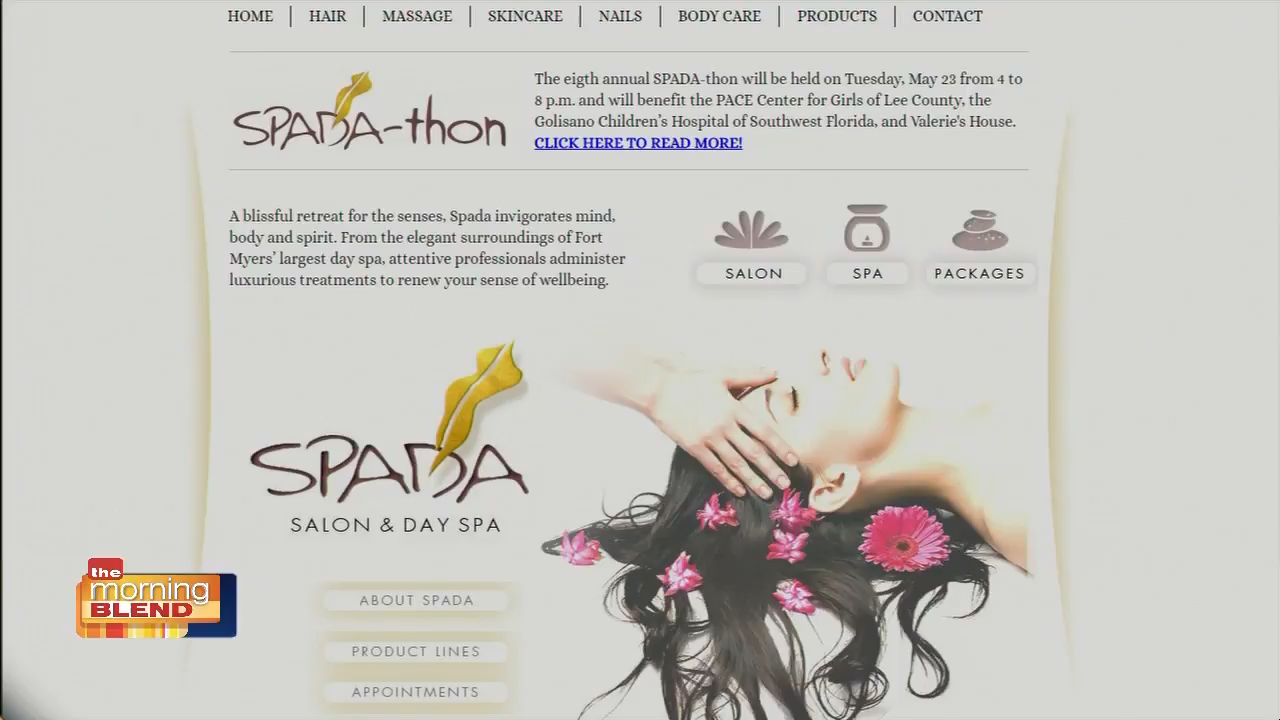 HOME | HAIR | MASSAGE | SKINCARE | NAILS | BODY CARE | PRODUCTS | CONTACT
SPADA-thon
The eigth annual SPADA-thon will be held on Tuesday, May 23 from 4 to
8 p.m. and will benefit the PACE Center for Girls of Lee County, the
Golisano Children's Hospital of Southwest Florida, and Valerie's House.
CLICK HERE TO READ MORE!
A blissful retreat for the senses, Spada invigorates mind,
body and spirit. From the elegant surroundings of Fort
Myers' largest day spa, attentive professionals administer
luxurious treatments to renew your sense of wellbeing.
SALON
SPA
PACKAGES
SPADA
SALON & DAY SPA
ABOUT SPADA
PRODUCT LINES
APPOINTMENTS
the
morning
BLEND